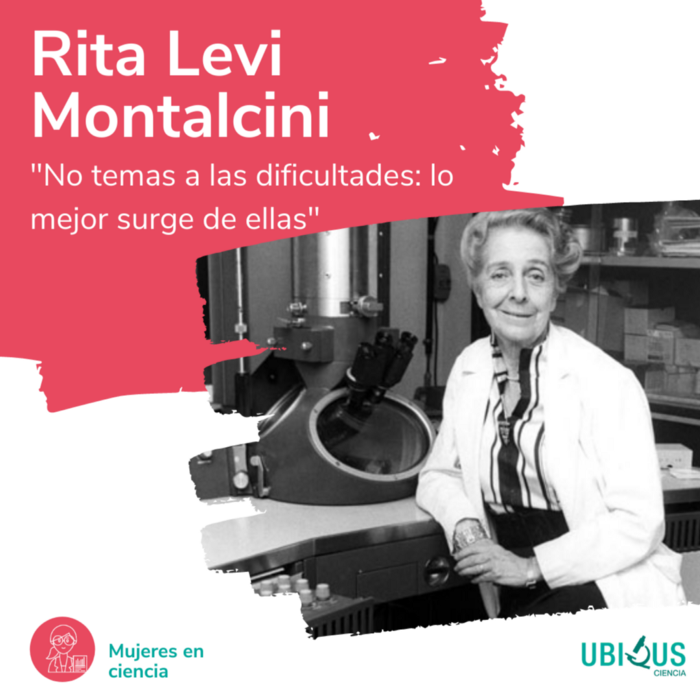 Rita Levi
Montalcini
"No temas a las dificultades: lo
mejor surge de ellas"
Mujeres en
ciencia
UBIQUS
CIENCIA